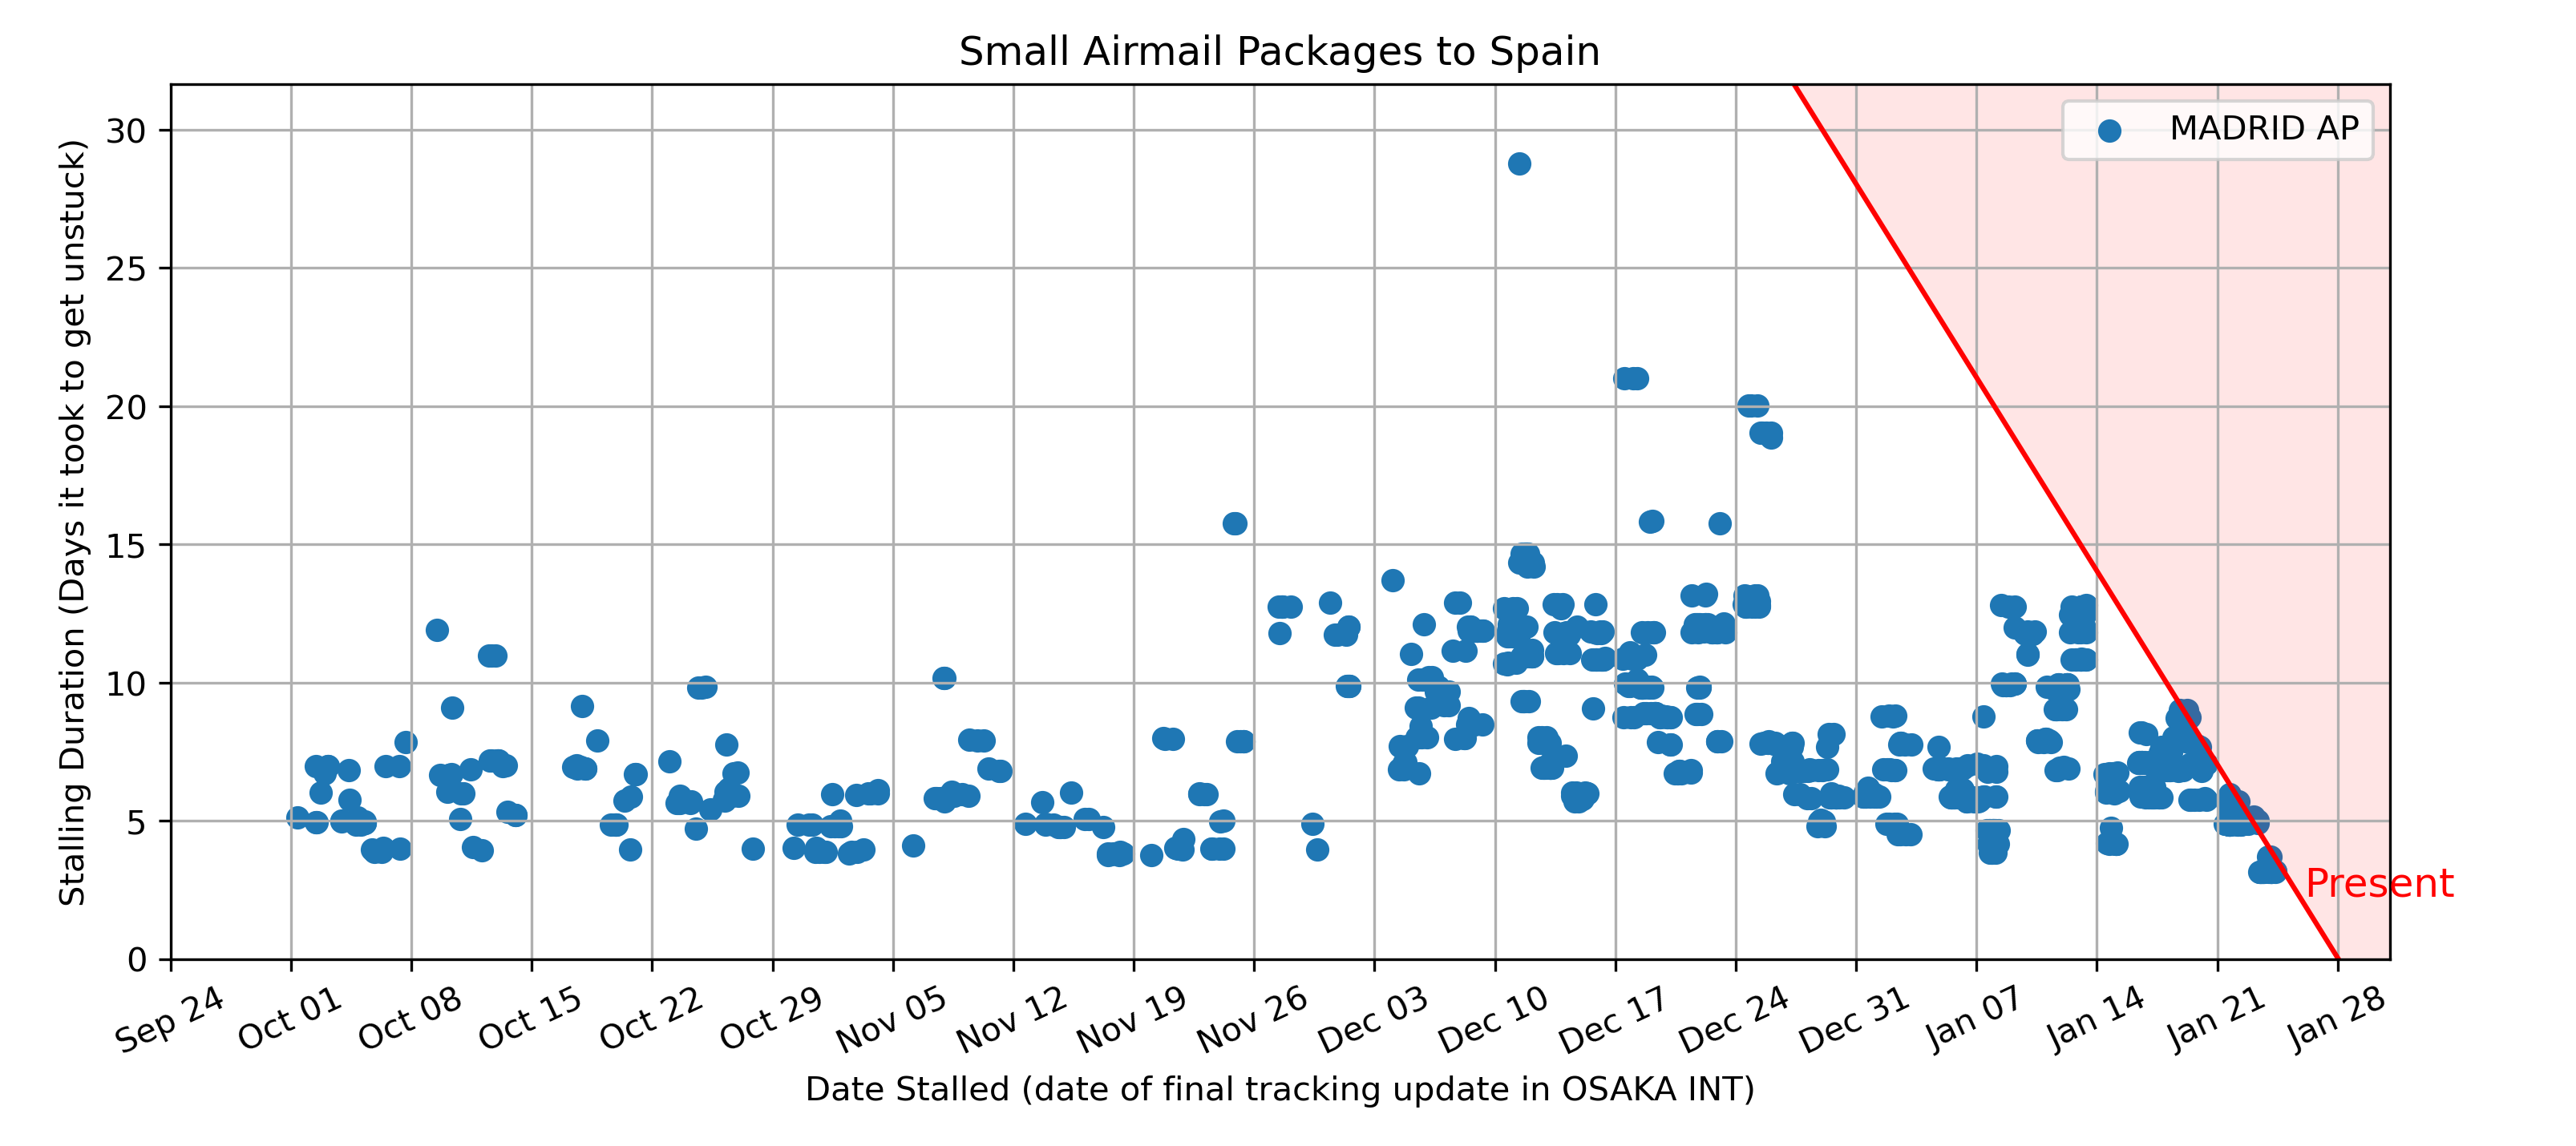 Small Airmail Packages to Spain
MADRID AP
Stalling Duration (Days it took to get unstuck)
30
25
20
15
10
5
0
Present
Sep 24
Oct 01
Oct 08
Oct 15
Oct 22
Oct 29
Nov 05
Nov 12
Nov 19
Nov 26
Dec 03
Dec 10
Dec 17
Dec 24
Dec 31
Jan 07
Jan 14
Jan 21
Jan 28
Date Stalled (date of final tracking update in OSAKA INT)